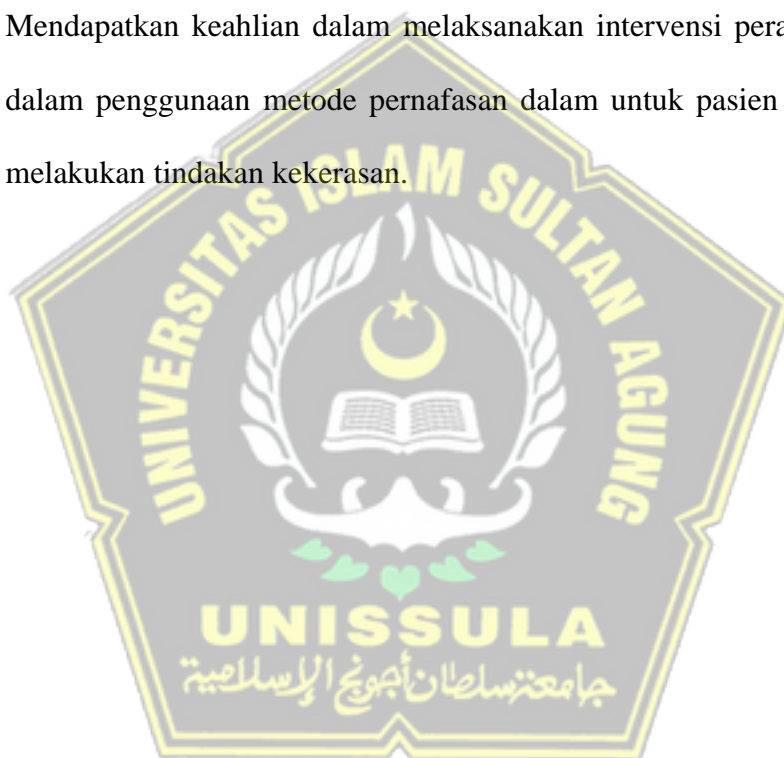 Mendapatkan keahlian dalam melaksanakan intervensi
dalam penggunaan metode pernafasan dalam untuk pasien
melakukan tindakan kekerasan.
UNIVERSITAS ISLAM SULTAN AGUNG
UNISSULA
جامعة سلطان أجونج الإسلامية